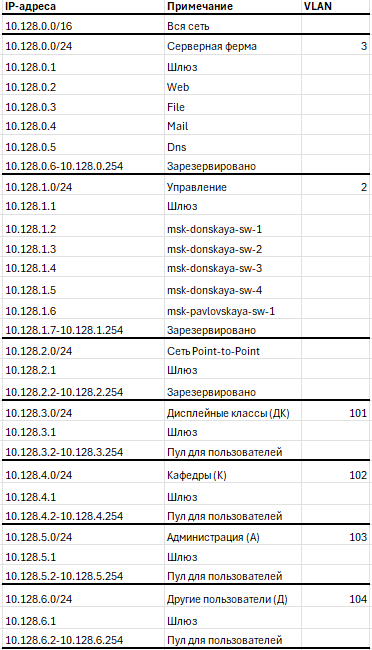 IP-адреса Примечание VLAN
10.128.0.0/16 Вся сеть
10.128.0.0/24 Серверная ферма 3
10.128.0.1 Шлюз
10.128.0.2 Web
10.128.0.3 File
10.128.0.4 Mail
10.128.0.5 Dns
10.128.0.6-10.128.0.254 Зарезервировано
10.128.1.0/24 Управление 2
10.128.1.1 Шлюз
10.128.1.2 msk-donskaya-sw-1
10.128.1.3 msk-donskaya-sw-2
10.128.1.4 msk-donskaya-sw-3
10.128.1.5 msk-donskaya-sw-4
10.128.1.6 msk-pavlovskaya-sw-1
10.128.1.7-10.128.1.254 Зарезервировано
10.128.2.0/24 Сеть Point-to-Point
10.128.2.1 Шлюз
10.128.2.2-10.128.2.254 Зарезервировано
10.128.3.0/24 Дисплейные классы (ДК) 101
10.128.3.1 Шлюз
10.128.3.2-10.128.3.254 Пул для пользователей
10.128.4.0/24 Кафедры (К) 102
10.128.4.1 Шлюз
10.128.4.2-10.128.4.254 Пул для пользователей
10.128.5.0/24 Администрация (А) 103
10.128.5.1 Шлюз
10.128.5.2-10.128.5.254 Пул для пользователей
10.128.6.0/24 Другие пользователи (Д) 104
10.128.6.1 Шлюз
10.128.6.2-10.128.6.254 Пул для пользователей